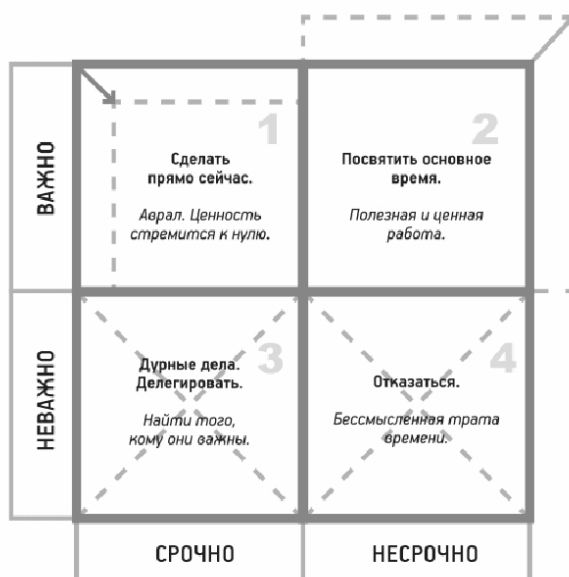 ВАЖНО
1
Сделать
прямо сейчас.
Аврал. Ценность
стремится к нулю.
2
Посвятить основное
время.
Полезная и ценная
работа.
НЕВАЖНО
3
Дурные дела.
Делегировать.
Найти того,
кому они важны.
4
Отказаться.
Бессмысленная трата
времени.
СРОЧНО
НЕСРОЧНО